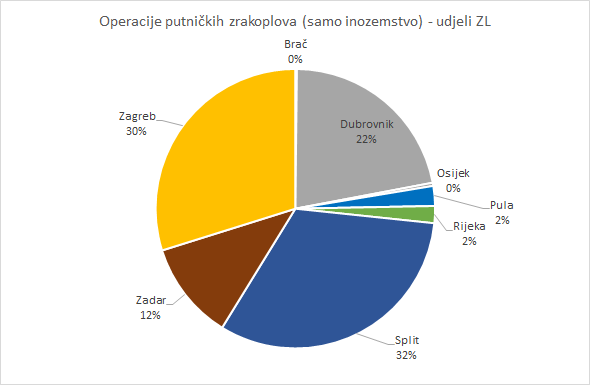 Operacije putničkih zrakoplova (samo inozemstvo) - udjeli ZL
Brač
0%
Dubrovnik
22%
Osijek
0%
Pula
2%
Rijeka
2%
Split
32%
Zadar
12%
Zagreb
30%